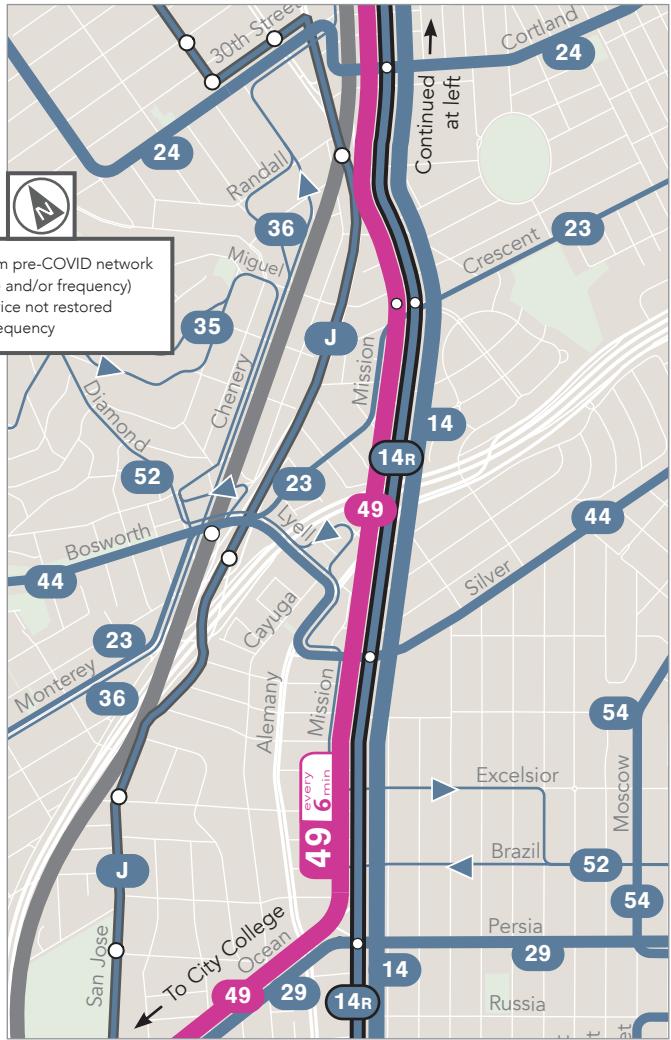 30th Street
Cortland
24
Continued
at left
24
Randall
N
36
23
Crescent
m pre-COVID network
and/or frequency)
vice not restored
equency
Miguel
35
J
Mission
Chenery
Diamond
14
14R
52
23
49
Lyell
44
Bosworth
44
Silver
Cayuga
23
Monterey
36
Alemany
Mission
54
Moscow
49 every
6 min
Excelsior
Brazil
52
J
54
San Jose
To City College
Ocean
Persia
29
49
29
14
14R
Russia